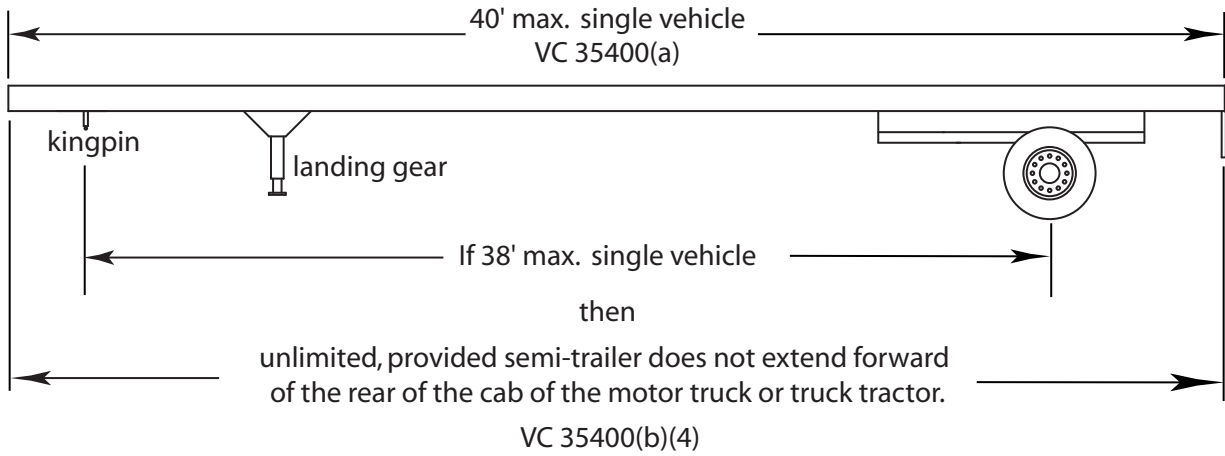 40' max. single vehicle
VC 35400(a)
kingpin
landing gear
If 38' max. single vehicle
then
unlimited, provided semi-trailer does not extend forward
of the rear of the cab of the motor truck or truck tractor.
VC 35400(b)(4)